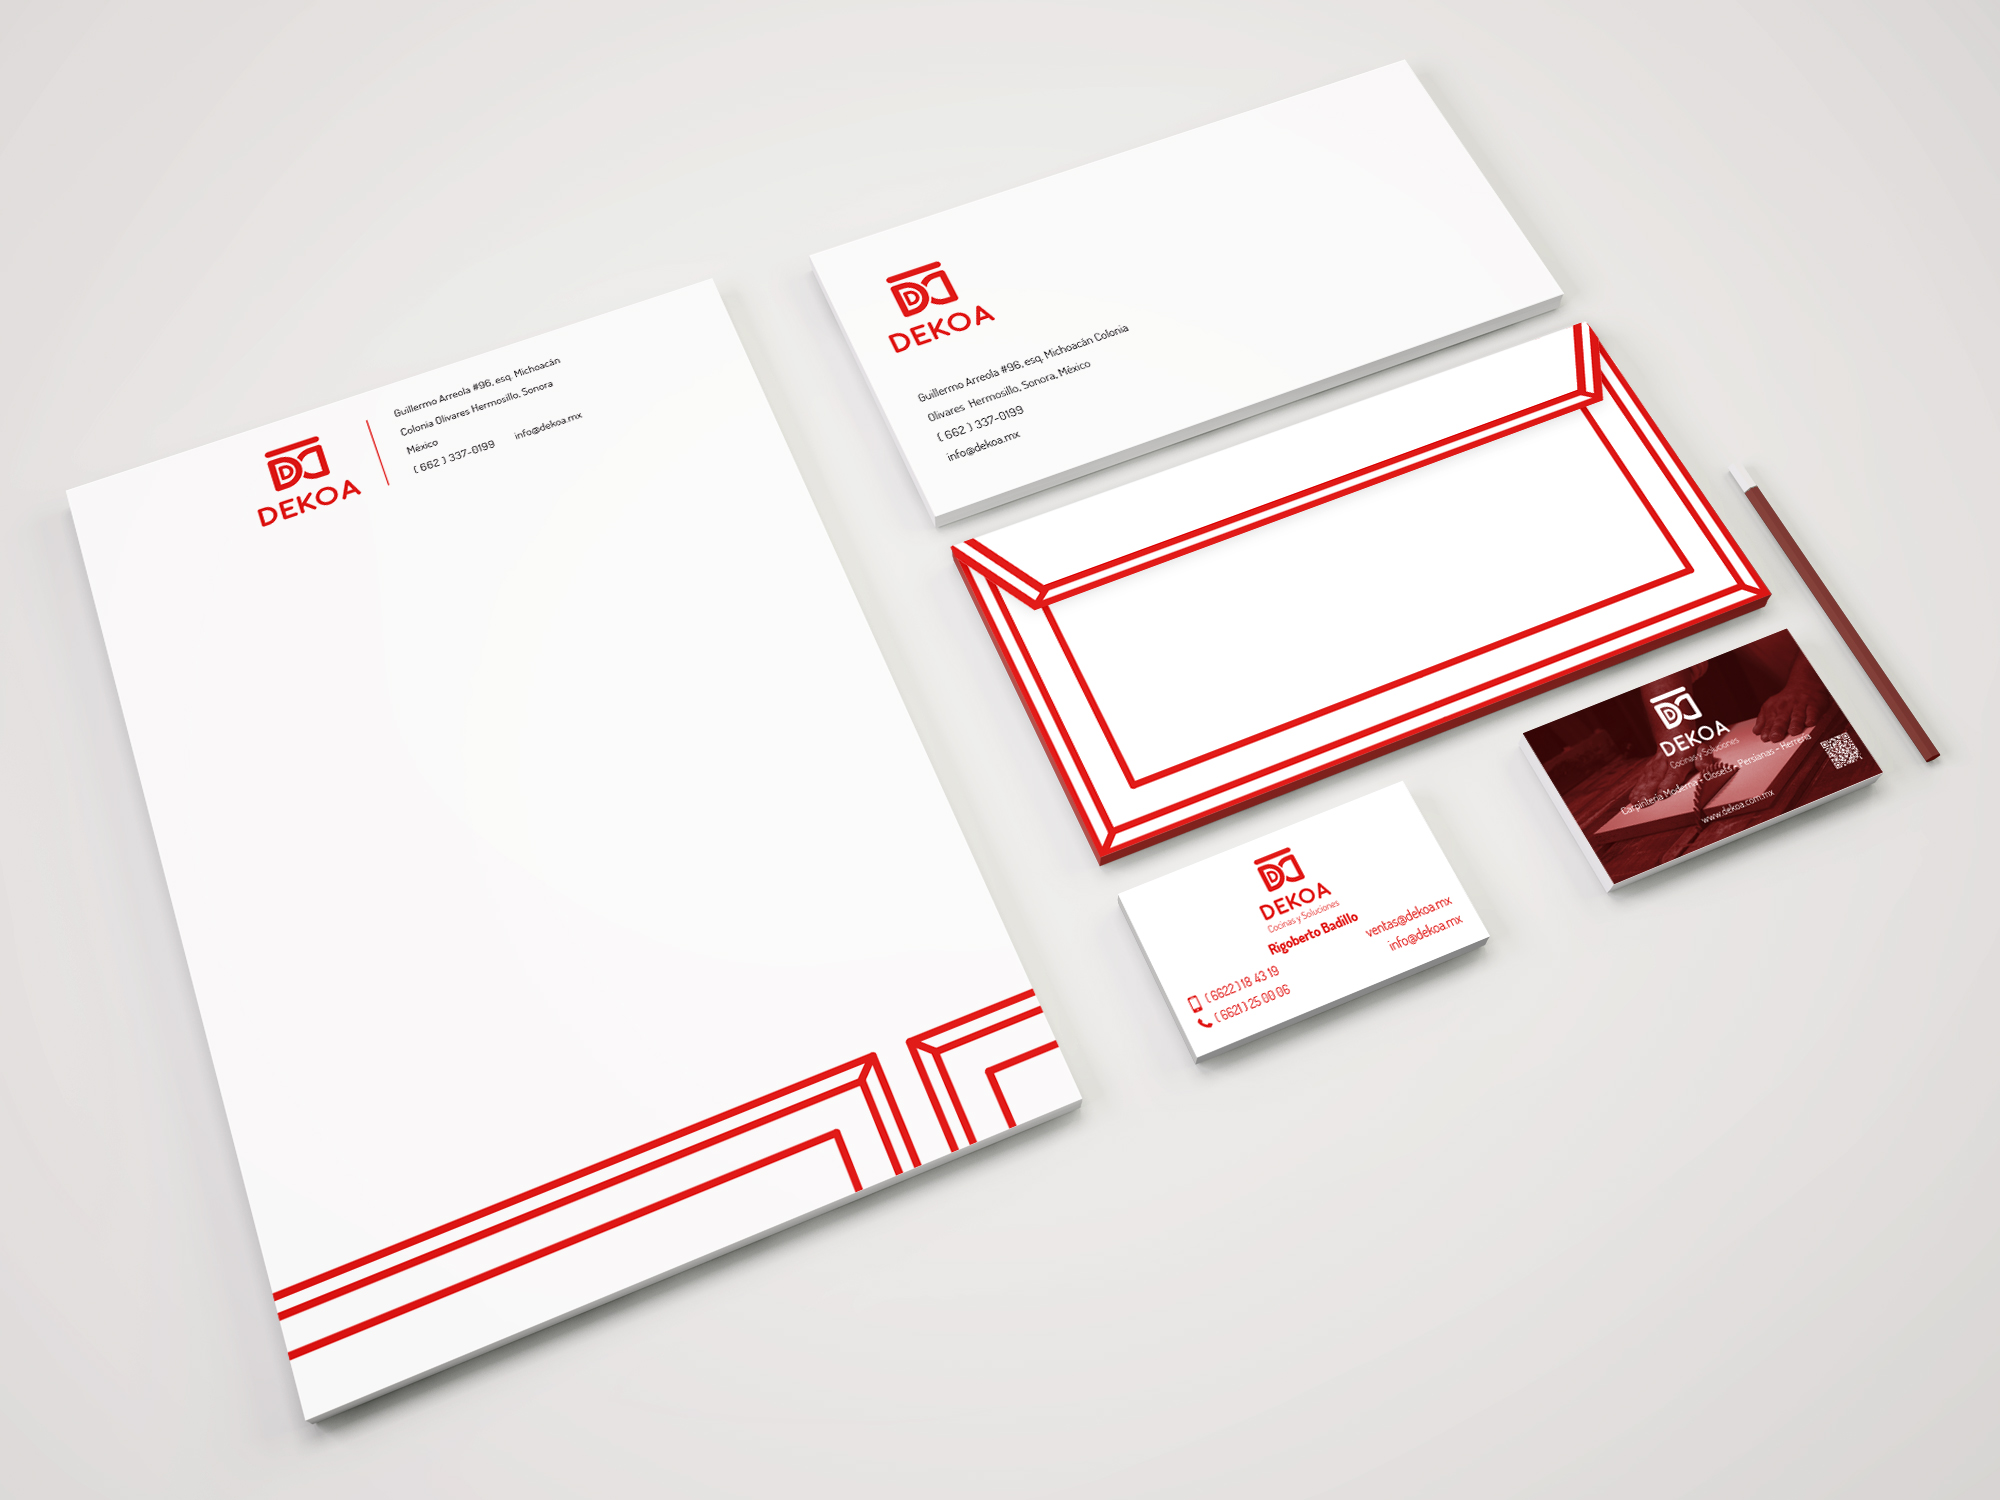 DEKOA
Guillermo Arreola #96, esq. Michoacán
Colonia Olivares Hermosillo, Sonora
México
( 662 ) 337-0199 info@dekoa.mx
DEKOA
Guillermo Arreola #96, esq. Michoacán Colonia
Olivares Hermosillo, Sonora, México
( 662 ) 337-0199
info@dekoa.mx
DEKOA
Cocinas y Soluciones
Rigoberto Badillo
ventas@dekoa.mx
info@dekoa.mx
( 6622 ) 18 43 19
( 6621 ) 25 00 06
DEKOA
Cocinas y Soluciones
Carpintería Moderna - Closets - Persianas - Herrería
www.dekoa.com.mx